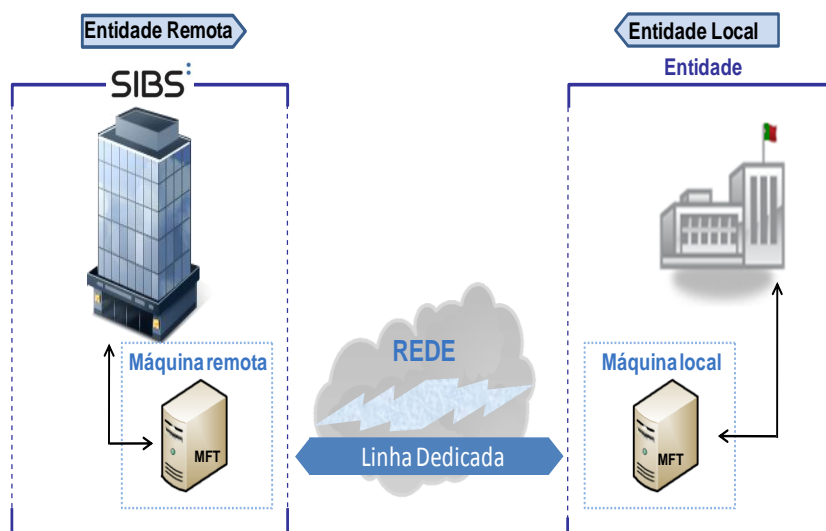 Entidade Remota
Entidade Local
SIBS
Entidade
Máquina remota
MFT
REDE
Linha Dedicada
Máquina local
MFT